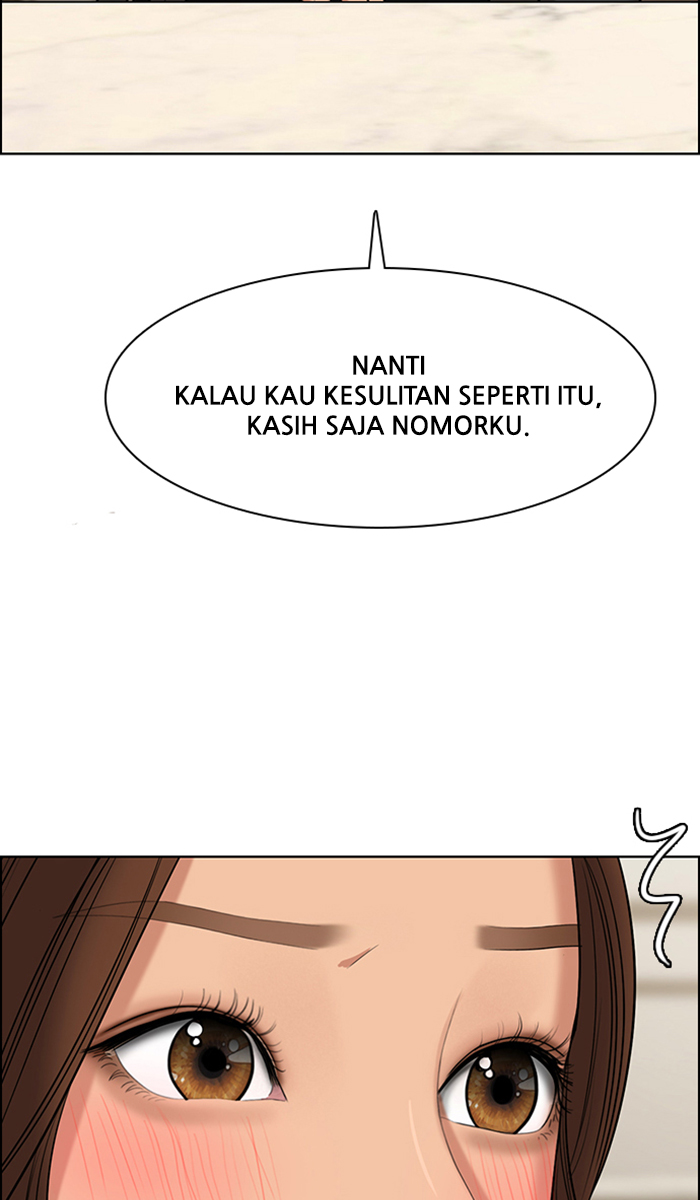 NANTI
KALAU KAU KESULITAN SEPERTI ITU,
KASIH SAJA NOMORKU.